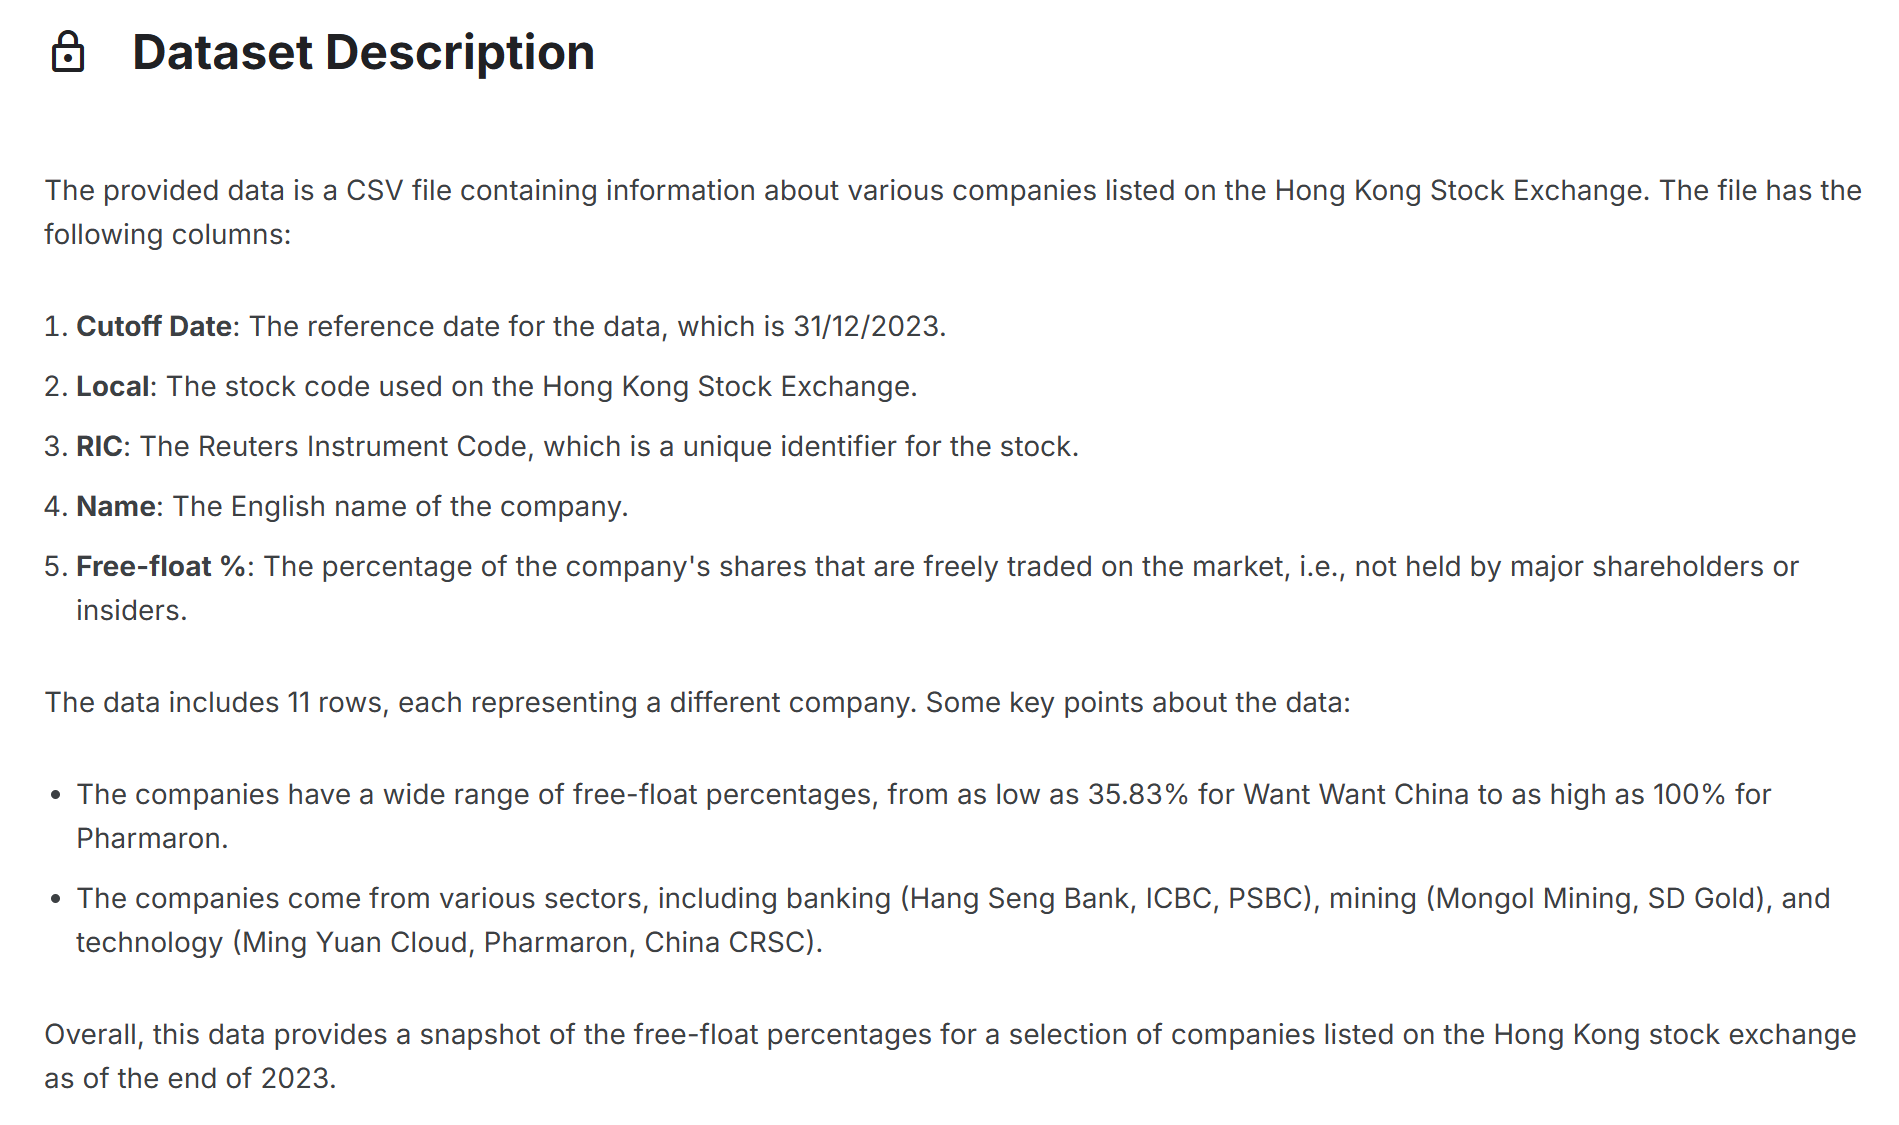 Dataset Description
The provided data is a CSV file containing information about various companies listed on the Hong Kong Stock Exchange. The file has the
following columns:
1. Cutoff Date: The reference date for the data, which is 31/12/2023.
2. Local: The stock code used on the Hong Kong Stock Exchange.
3. RIC: The Reuters Instrument Code, which is a unique identifier for the stock.
4. Name: The English name of the company.
5. Free-float %: The percentage of the company's shares that are freely traded on the market, i.e., not held by major shareholders or
insiders.
The data includes 11 rows, each representing a different company. Some key points about the data:
• The companies have a wide range of free-float percentages, from as low as 35.83% for Want Want China to as high as 100% for
Pharmaron.
• The companies come from various sectors, including banking (Hang Seng Bank, ICBC, PSBC), mining (Mongol Mining, SD Gold), and
technology (Ming Yuan Cloud, Pharmaron, China CRSC).
Overall, this data provides a snapshot of the free-float percentages for a selection of companies listed on the Hong Kong stock exchange
as of the end of 2023.